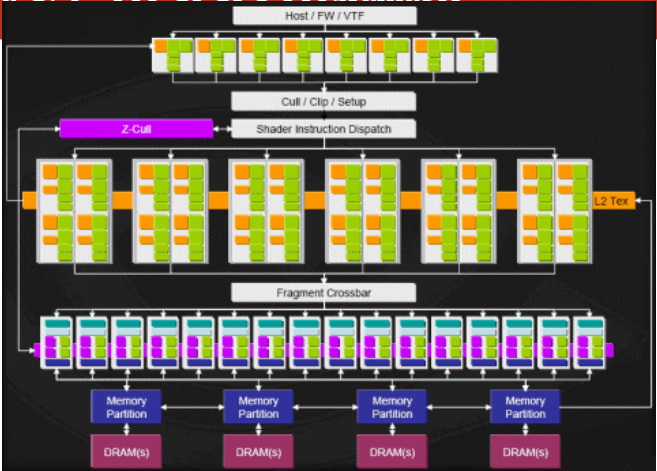 Host / FW / VTF
Cull / Clip / Setup
Z-Cull
Shader Instruction Dispatch
L2 Tex
Fragment Crossbar
Memory
Partition
Memory
Partition
Memory
Partition
Memory
Partition
DRAM(s)
DRAM(s)
DRAM(s)
DRAM(s)